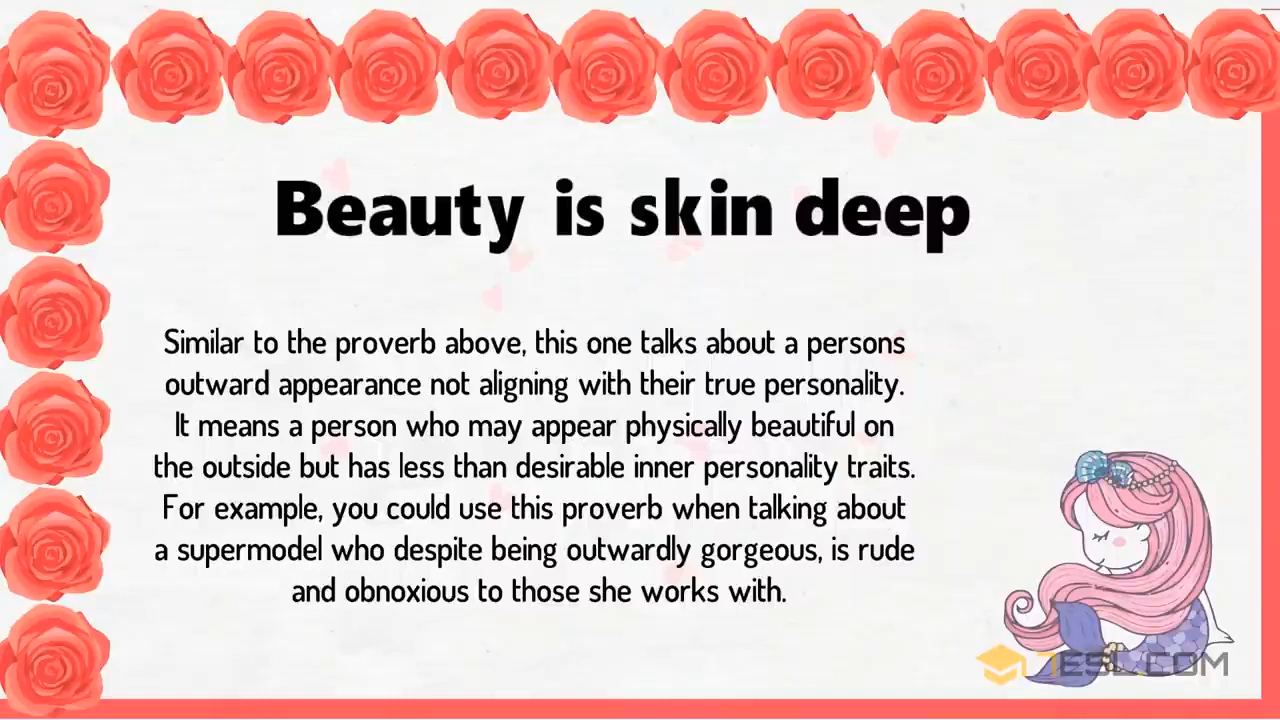 Beauty is skin deep
Similar to the proverb above, this one talks about a persons
outward appearance not aligning with their true personality.
It means a person who may appear physically beautiful on
the outside but has less than desirable inner personality traits.
For example, you could use this proverb when talking about
a supermodel who despite being outwardly gorgeous, is rude
and obnoxious to those she works with.
7ESL.COM